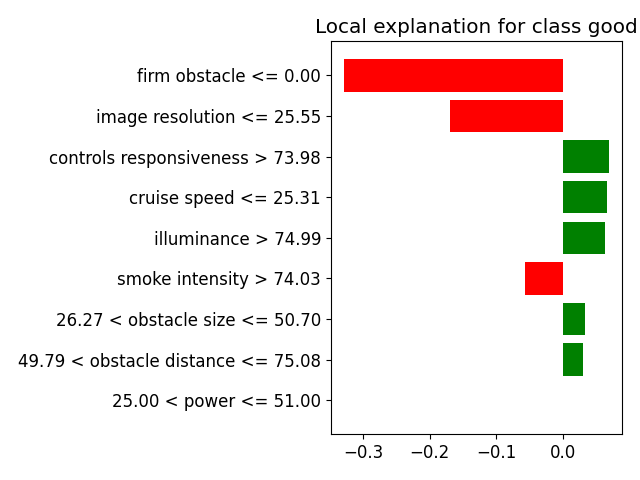 Local explanation for class good
firm obstacle <= 0.00
image resolution <= 25.55
controls responsiveness > 73.98
cruise speed <= 25.31
illuminance > 74.99
smoke intensity > 74.03
26.27 < obstacle size <= 50.70
49.79 < obstacle distance <= 75.08
25.00 < power <= 51.00
−0.3 −0.2 −0.1 0.0